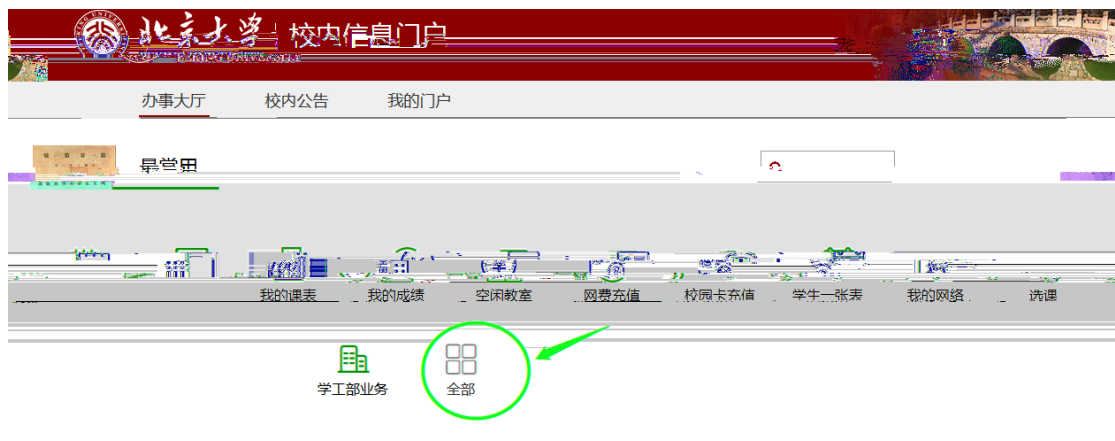 北京大学 校内信息门户
办事大厅 校内公告 我的门户
最常用
我的课表 我的成绩 空闲教室 网费充值 校园卡充值 学生一张表 我的网络 选课
学工部业务 全部